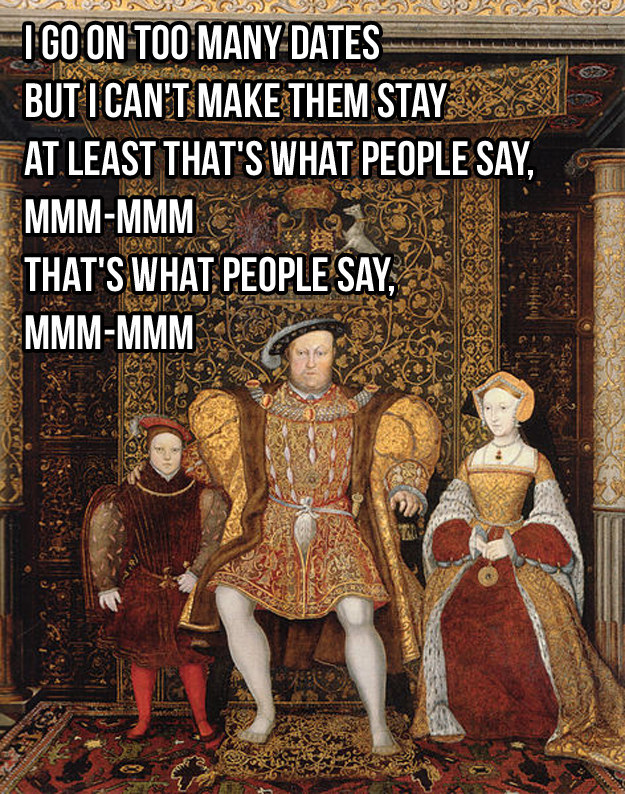 I GO ON TOO MANY DATES
BUT I CAN'T MAKE THEM STAY
AT LEAST THAT'S WHAT PEOPLE SAY,
MMM-MMM
THAT'S WHAT PEOPLE SAY,
MMM-MMM